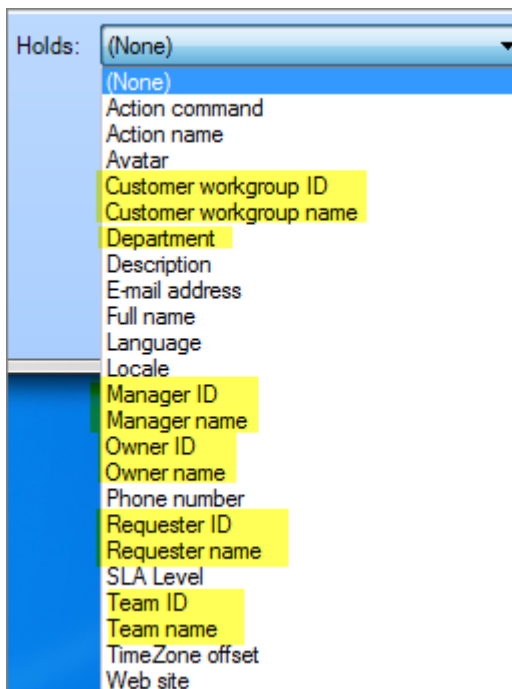 Holds: (None)
(None)
Action command
Action name
Avatar
Customer workgroup ID
Customer workgroup name
Department
Description
E-mail address
Full name
Language
Locale
Manager ID
Manager name
Owner ID
Owner name
Phone number
Requester ID
Requester name
SLA Level
Team ID
Team name
TimeZone offset
Web site